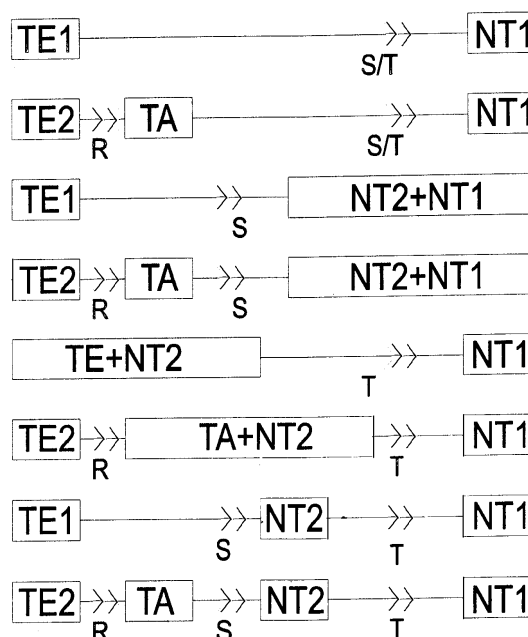 TE1 NT1
S/T
TE2 TA NT1
R S/T
TE1 NT2+NT1
S
TE2 TA NT2+NT1
R S
TE+NT2 NT1
T
TE2 TA+NT2 NT1
R T
TE1 NT2 NT1
S T
TE2 TA NT2 NT1
R S T